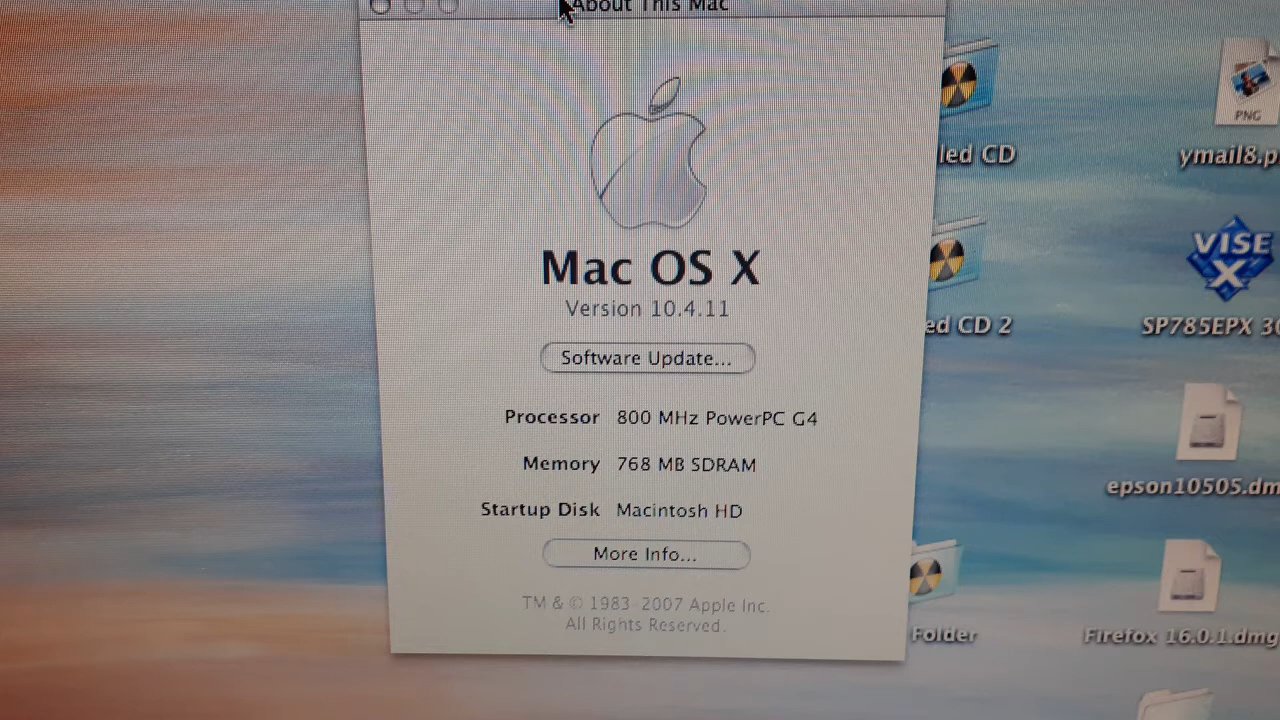 About This Mac
Mac OS X
Version 10.4.11
Software Update...
Processor 800 MHz PowerPC G4
Memory 768 MB SDRAM
Startup Disk Macintosh HD
More Info...
TM & © 1983-2007 Apple Inc.
All Rights Reserved.
led CD
ed CD 2
Folder
PNG
ymail8.p
VISE
X
SP785EPX 30
epson10505.dm
Firefox 16.0.1.dmg